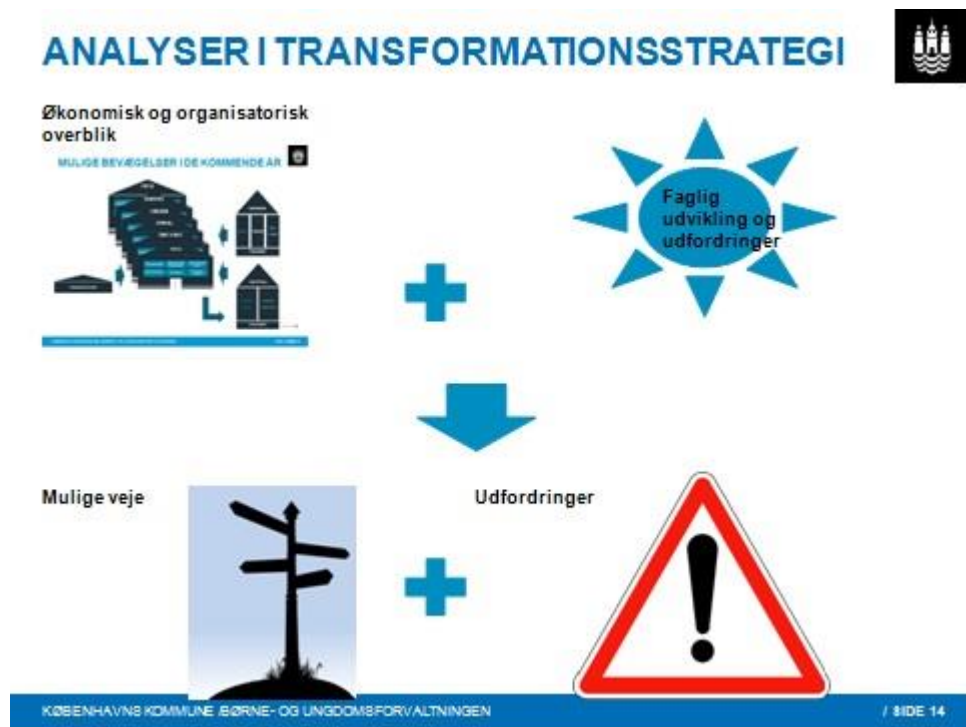 ANALYSER I TRANSFORMATIONSSTRATEGI
Økonomisk og organisatorisk
overblik
MULIGE BEVÆGELSER I DE KOMMENDE ÅR
Faglig
udvikling og
udfordringer
Mulige veje
Udfordringer
KØBENHAVNS KOMMUNE /BØRNE- OG UNGDOMSFORVALTNINGEN
/ SIDE 14